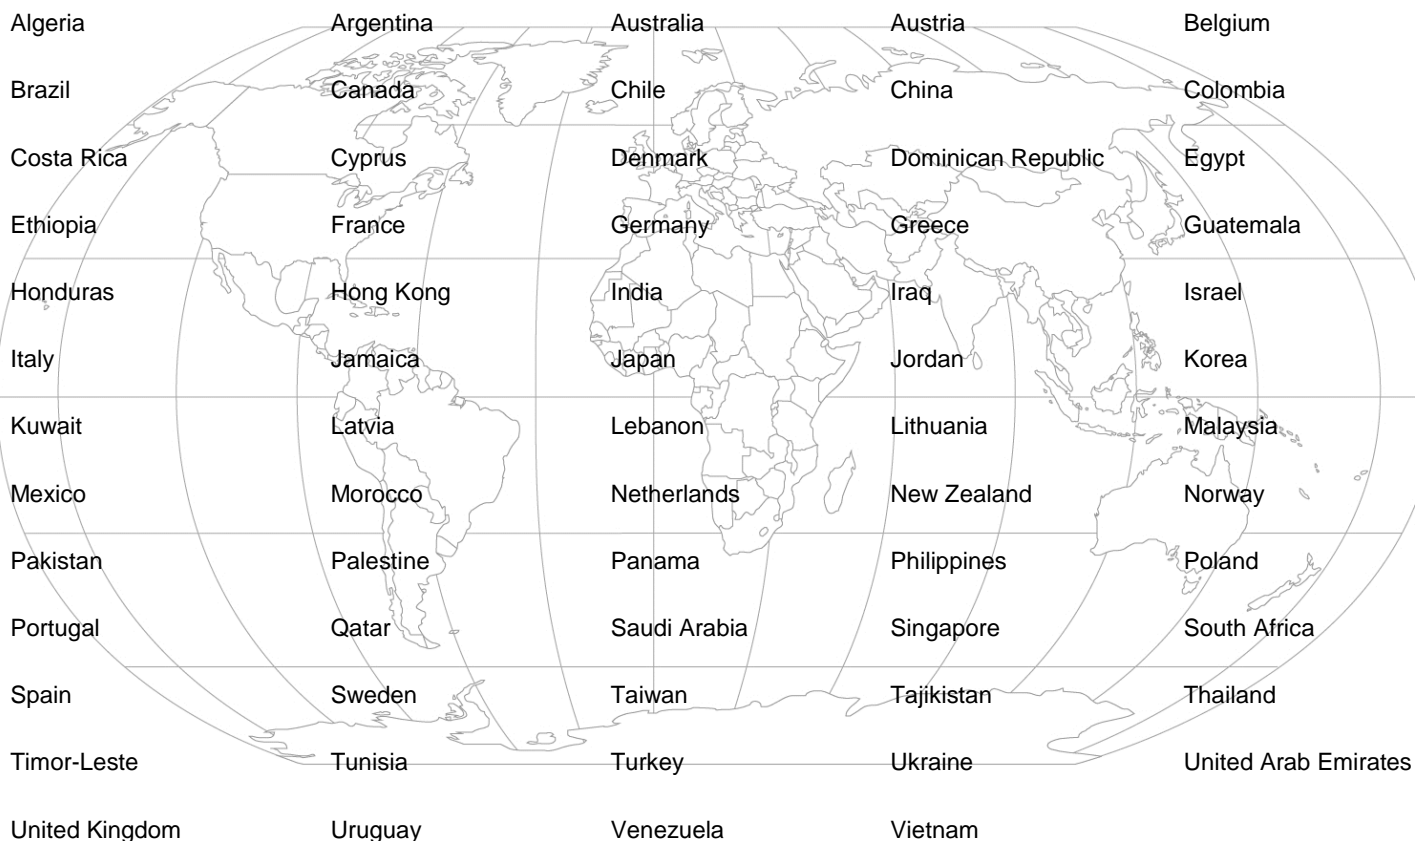 Algeria Argentina Australia Austria Belgium
Brazil Canada Chile China Colombia
Costa Rica Cyprus Denmark Dominican Republic Egypt
Ethiopia France Germany Greece Guatemala
Honduras Hong Kong India Iraq Israel
Italy Jamaica Japan Jordan Korea
Kuwait Latvia Lebanon Lithuania Malaysia
Mexico Morocco Netherlands New Zealand Norway
Pakistan Palestine Panama Philippines Poland
Portugal Qatar Saudi Arabia Singapore South Africa
Spain Sweden Taiwan Tajikistan Thailand
Timor-Leste Tunisia Turkey Ukraine United Arab Emirates
United Kingdom Uruguay Venezuela Vietnam